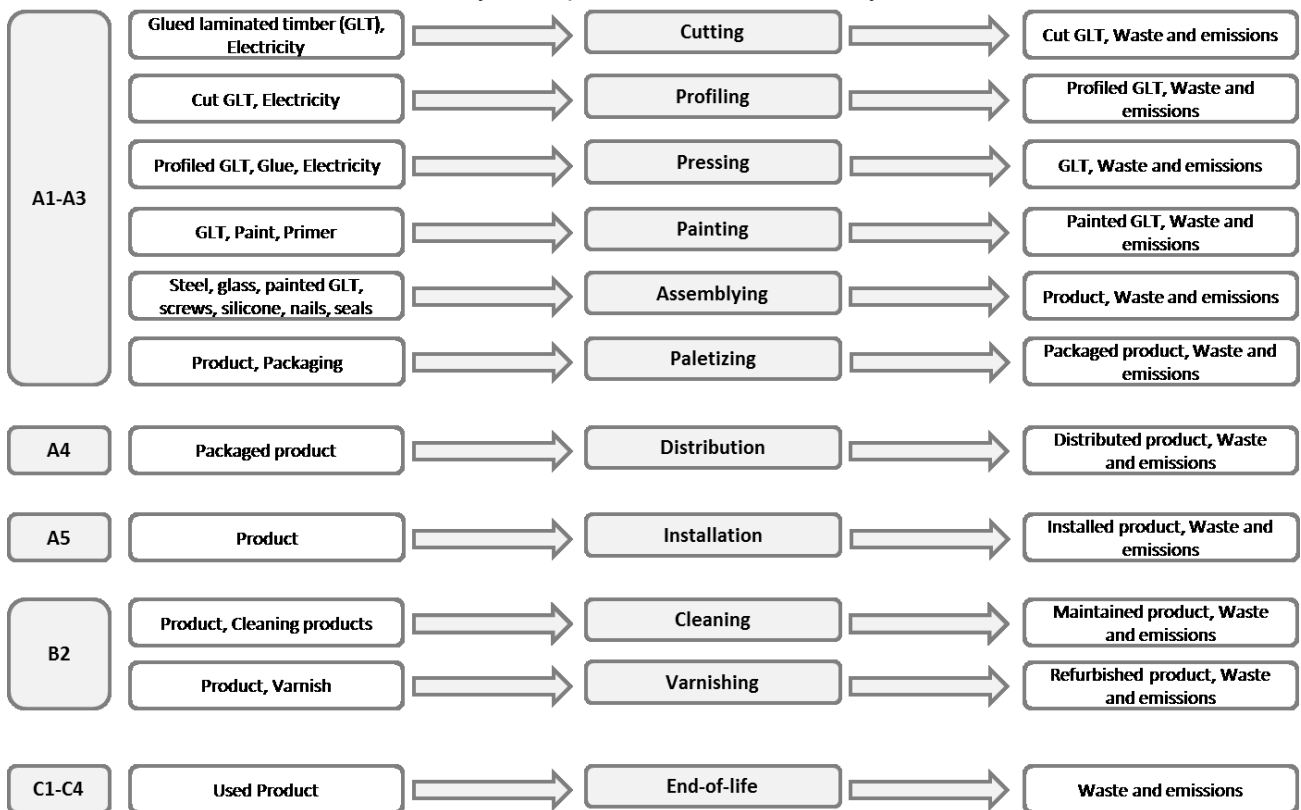 Glued laminated timber (GLT),
Electricity
Cutting
Cut GLT, Waste and emissions
Cut GLT, Electricity
Profiling
Profiled GLT, Waste and
emissions
A1-A3
Profiled GLT, Glue, Electricity
Pressing
GLT, Waste and emissions
GLT, Paint, Primer
Painting
Painted GLT, Waste and
emissions
Steel, glass, painted GLT,
screws, silicone, nails, seals
Assemblying
Product, Waste and emissions
Product, Packaging
Paletizing
Packaged product, Waste and
emissions
A4
Packaged product
Distribution
Distributed product, Waste
and emissions
A5
Product
Installation
Installed product, Waste and
emissions
B2
Product, Cleaning products
Cleaning
Maintained product, Waste
and emissions
Product, Varnish
Varnishing
Refurbished product, Waste
and emissions
C1-C4
Used Product
End-of-life
Waste and emissions